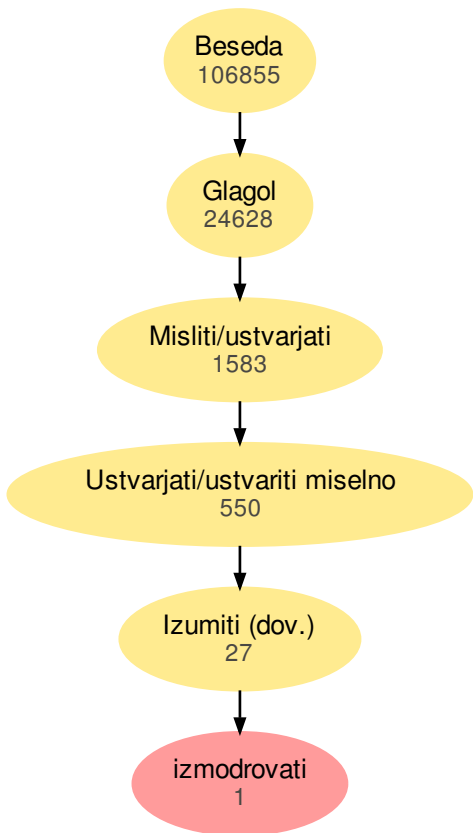 Beseda
106855
Glagol
24628
Misliti/ustvarjati
1583
Ustvarjati/ustvariti miselno
550
Izumiti (dov.)
27
izmodrovati
1